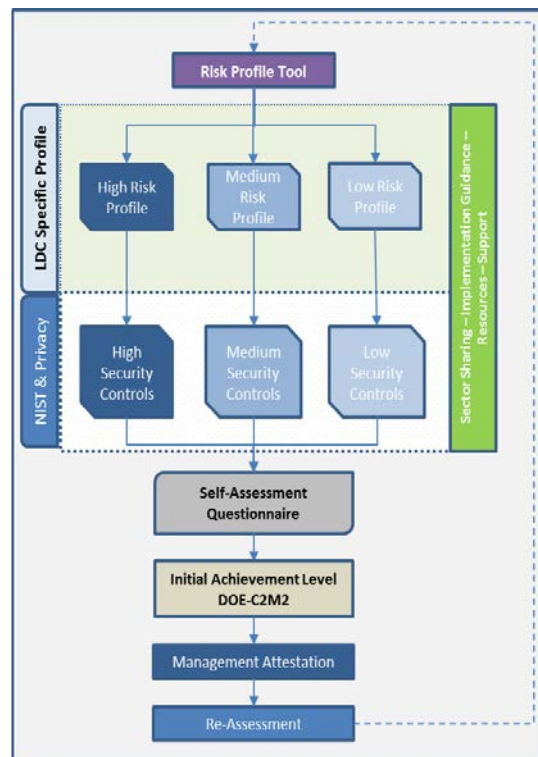 Risk Profile Tool
LDC Specific Profile
High Risk
Profile
Medium
Risk
Profile
Low Risk
Profile
Sector Sharing – Implementation Guidance –
Resources – Support
NIST & Privacy
High
Security
Controls
Medium
Security
Controls
Low
Security
Controls
Self-Assessment
Questionnaire
Initial Achievement Level
DOE-C2M2
Management Attestation
Re-Assessment